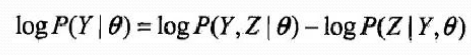 log P(Y | θ) = log P(Y, Z | θ) − log P(Z | Y, θ)